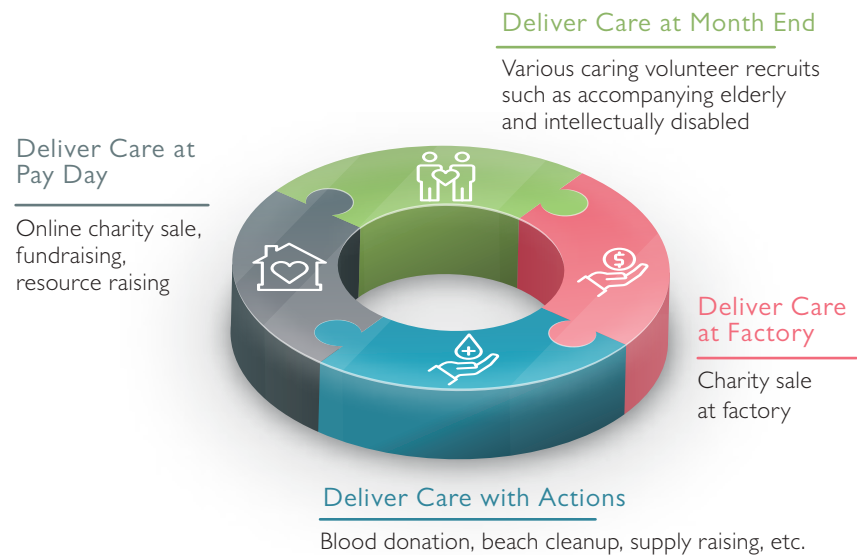 Deliver Care at Month End
Various caring volunteer recruits
such as accompanying elderly
and intellectually disabled
Deliver Care at
Pay Day
Online charity sale,
fundraising,
resource raising
$
Deliver Care
at Factory
Charity sale
at factory
Deliver Care with Actions
Blood donation, beach cleanup, supply raising, etc.